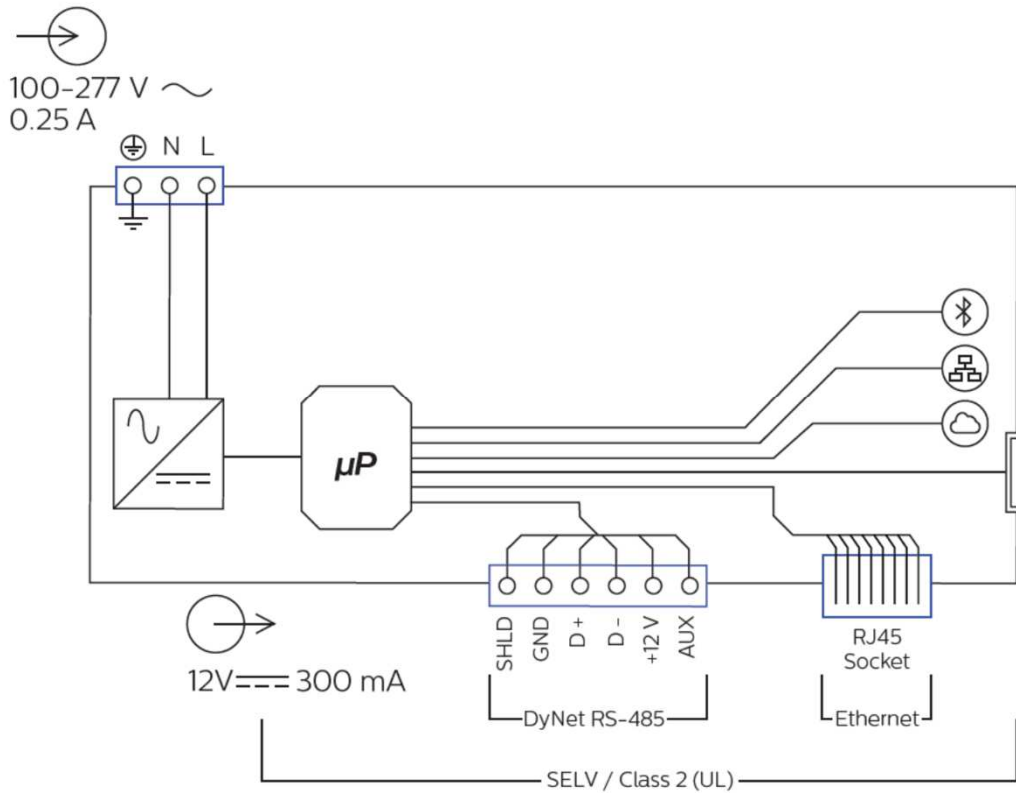 100-277 V
0.25 A
N L
µP
SHLD GND D+ D- +12 V AUX
RJ45
Socket
12V 300 mA
DyNet RS-485
Ethernet
SELV / Class 2 (UL)